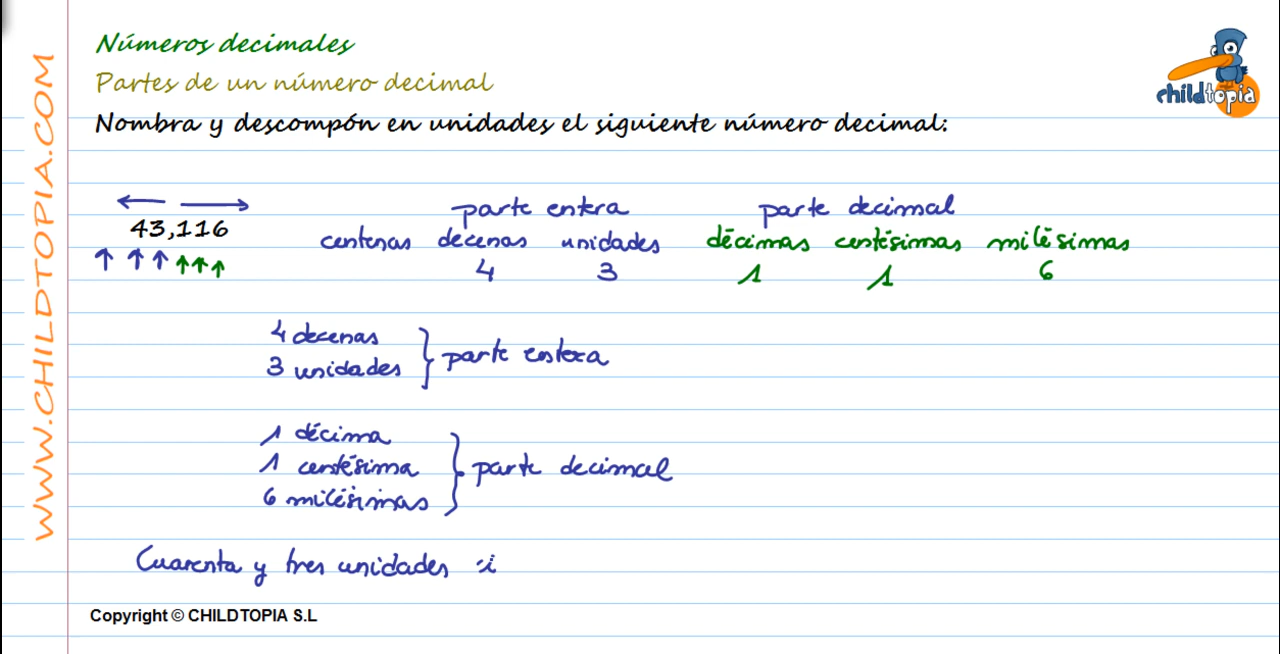 Números decimales
Partes de un número decimal
Nombra y descompón en unidades el siguiente número decimal:
childtopia
WWW.CHILDTOPIA.COM
43,116
parte entera parte decimal
centenas decenas unidades décimas centésimas milésimas
4 3 1 1 6
4 decenas
3 unidades
parte entera
1 décima
1 centésima
6 milésimas
parte decimal
Cuarenta y tres unidades
Copyright © CHILDTOPIA S.L